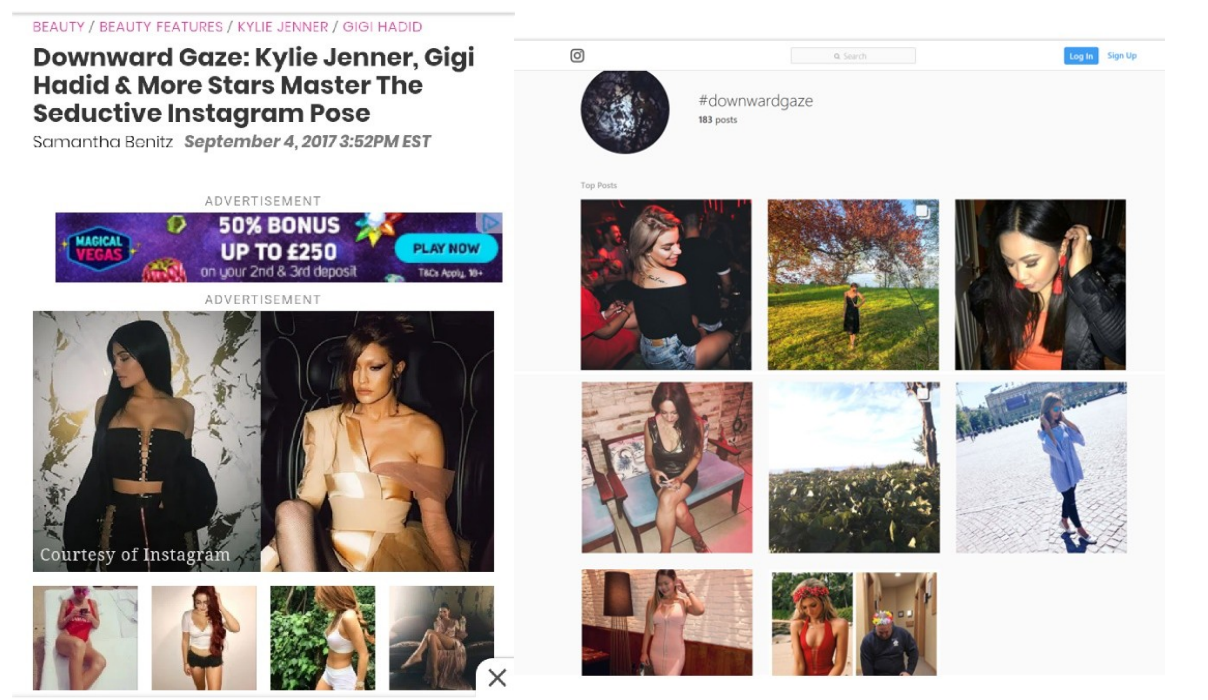 BEAUTY / BEAUTY FEATURES / KYLIE JENNER / GIGI HADID
Downward Gaze: Kylie Jenner, Gigi
Hadid & More Stars Master The
Seductive Instagram Pose
Samantha Benitz September 4, 2017 3:52PM EST
ADVERTISEMENT
MAGICAL
VEGAS
50% BONUS
UP TO £250
on your 2nd & 3rd deposit
PLAY NOW
T&Cs Apply, 18+
ADVERTISEMENT
Courtesy of Instagram
Search
Log In Sign Up
#downwardgaze
183 posts
Top Posts